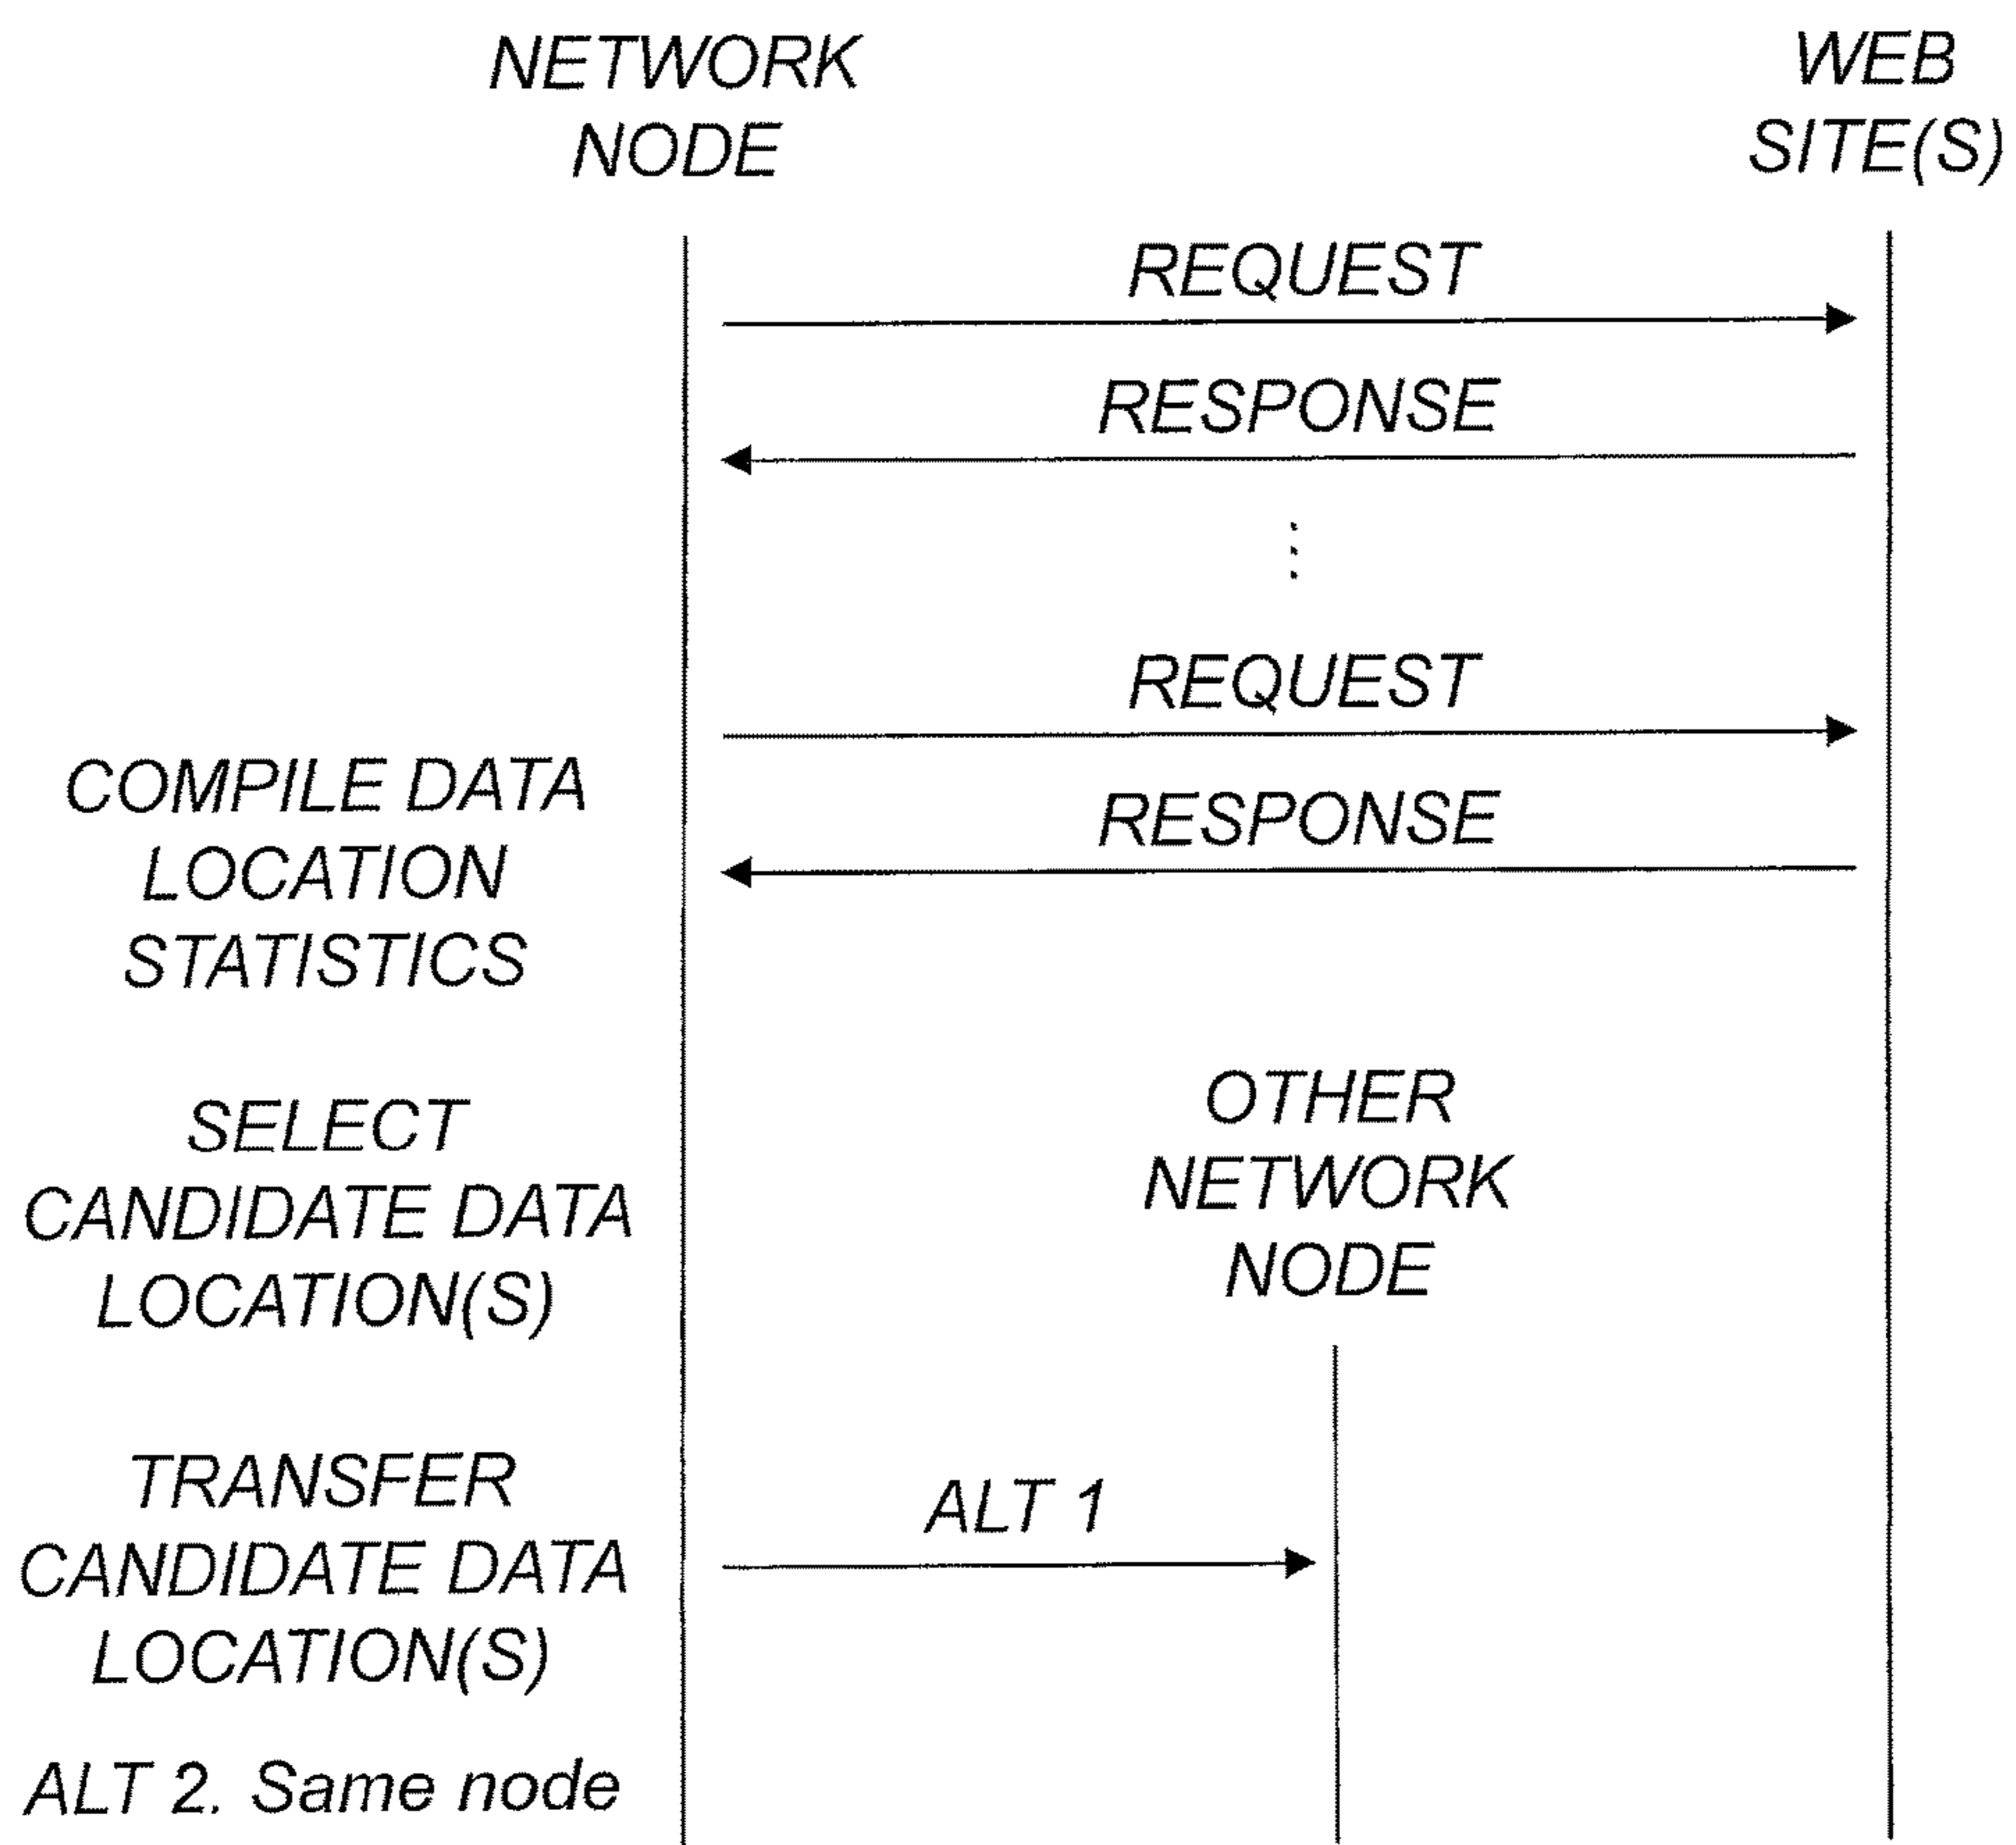 NETWORK
NODE
WEB
SITE(S)
REQUEST
RESPONSE
REQUEST
COMPILE DATA
LOCATION
STATISTICS
RESPONSE
SELECT
CANDIDATE DATA
LOCATION(S)
OTHER
NETWORK
NODE
TRANSFER
CANDIDATE DATA
LOCATION(S)
ALT 1
ALT 2. Same node